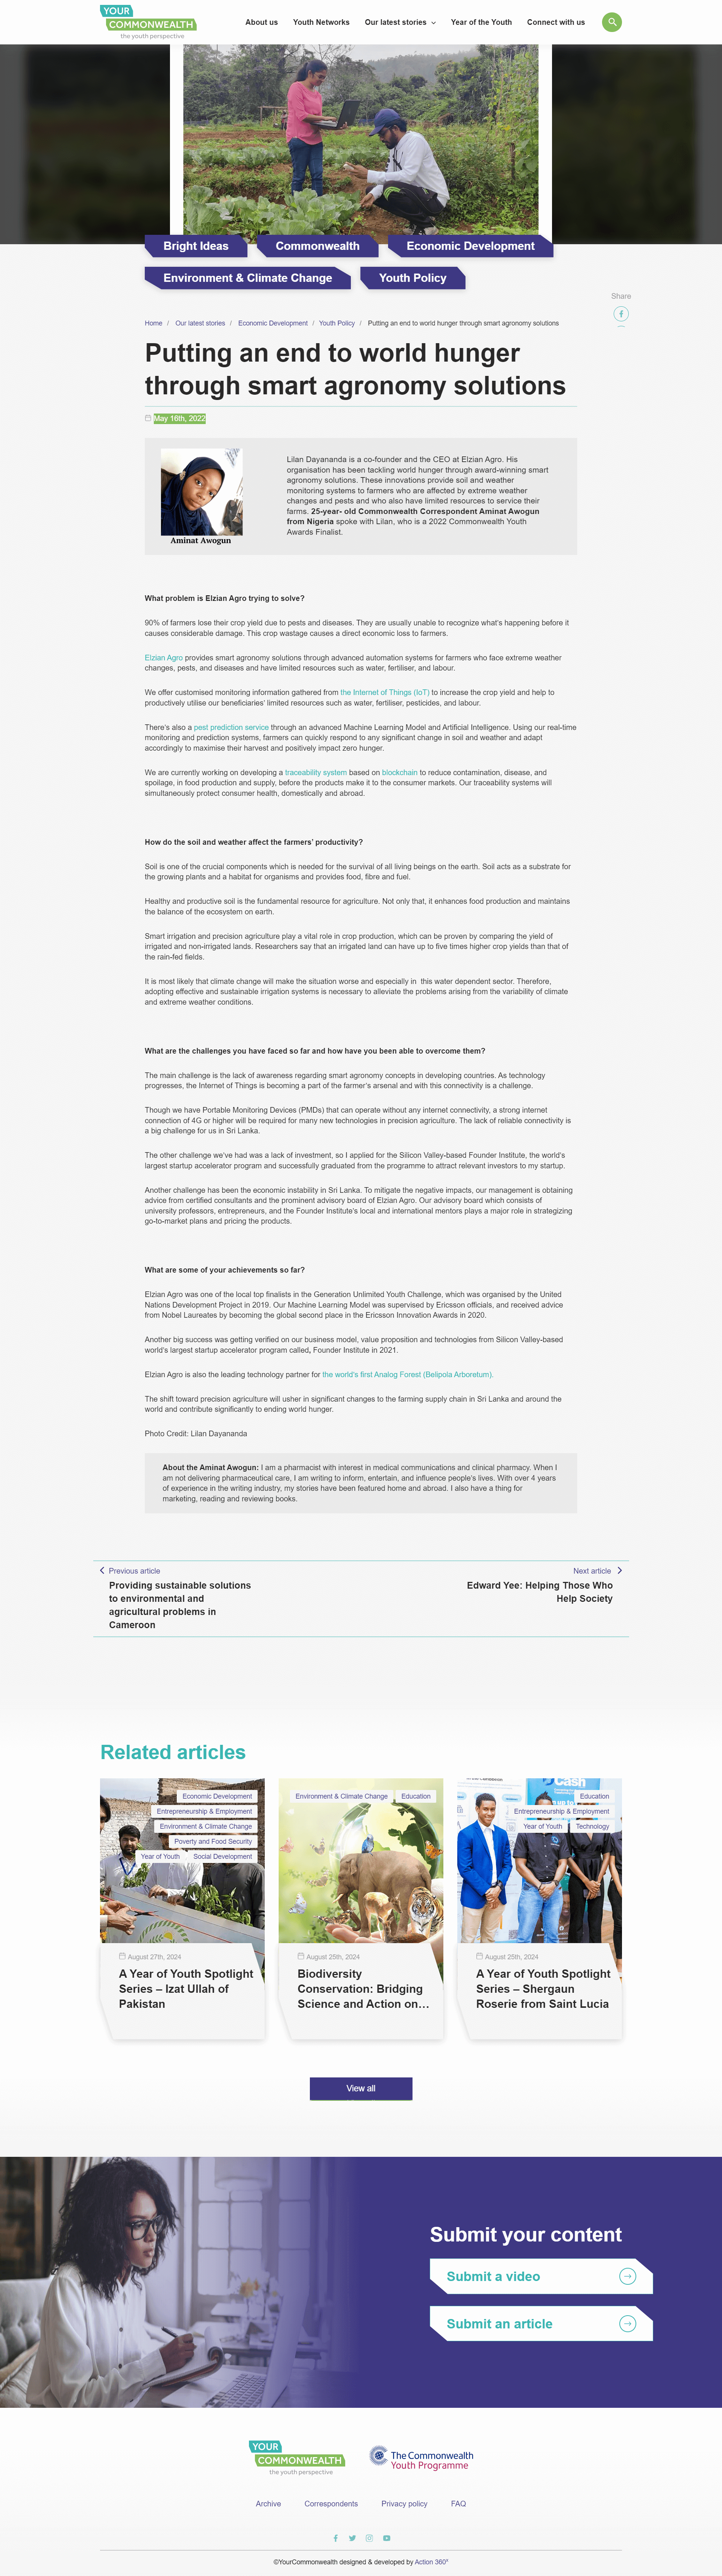 YOUR
COMMONWEALTH
the youth perspective
About us
Youth Networks
Our latest stories
Year of the Youth
Connect with us
Bright Ideas
Commonwealth
Economic Development
Environment & Climate Change
Youth Policy
Share
Home / Our latest stories / Economic Development / Youth Policy / Putting an end to world hunger through smart agronomy solutions
Putting an end to world hunger
through smart agronomy solutions
May 16th, 2022
Aminat Awogun
Lilan Dayananda is a co-founder and the CEO at Elzian Agro. His
organisation has been tackling world hunger through award-winning smart
agronomy solutions. These innovations provide soil and weather
monitoring systems to farmers who are affected by extreme weather
changes and pests and who also have limited resources to service their
farms. 25-year- old Commonwealth Correspondent Aminat Awogun
from Nigeria spoke with Lilan, who is a 2022 Commonwealth Youth
Awards Finalist.
What problem is Elzian Agro trying to solve?
90% of farmers lose their crop yield due to pests and diseases. They are usually unable to recognize what's happening before it
causes considerable damage. This crop wastage causes a direct economic loss to farmers.
Elzian Agro provides smart agronomy solutions through advanced automation systems for farmers who face extreme weather
changes, pests, and diseases and have limited resources such as water, fertiliser, and labour.
We offer customised monitoring information gathered from the Internet of Things (IoT) to increase the crop yield and help to
productively utilise our beneficiaries' limited resources such as water, fertiliser, pesticides, and labour.
There's also a pest prediction service through an advanced Machine Learning Model and Artificial Intelligence. Using our real-time
monitoring and prediction systems, farmers can quickly respond to any significant change in soil and weather and adapt
accordingly to maximise their harvest and positively impact zero hunger.
We are currently working on developing a traceability system based on blockchain to reduce contamination, disease, and
spoilage, in food production and supply, before the products make it to the consumer markets. Our traceability systems will
simultaneously protect consumer health, domestically and abroad.
How do the soil and weather affect the farmers' productivity?
Soil is one of the crucial components which is needed for the survival of all living beings on the earth. Soil acts as a substrate for
the growing plants and a habitat for organisms and provides food, fibre and fuel.
Healthy and productive soil is the fundamental resource for agriculture. Not only that, it enhances food production and maintains
the balance of the ecosystem on earth.
Smart irrigation and precision agriculture play a vital role in crop production, which can be proven by comparing the yield of
irrigated and non-irrigated lands. Researchers say that an irrigated land can have up to five times higher crop yields than that of
the rain-fed fields.
It is most likely that climate change will make the situation worse and especially in this water dependent sector. Therefore,
adopting effective and sustainable irrigation systems is necessary to alleviate the problems arising from the variability of climate
and extreme weather conditions.
What are the challenges you have faced so far and how have you been able to overcome them?
The main challenge is the lack of awareness regarding smart agronomy concepts in developing countries. As technology
progresses, the Internet of Things is becoming a part of the farmer's arsenal and with this connectivity is a challenge.
Though we have Portable Monitoring Devices (PMDs) that can operate without any internet connectivity, a strong internet
connection of 4G or higher will be required for many new technologies in precision agriculture. The lack of reliable connectivity is
a big challenge for us in Sri Lanka.
The other challenge we've had was a lack of investment, so I applied for the Silicon Valley-based Founder Institute, the world's
largest startup accelerator program and successfully graduated from the programme to attract relevant investors to my startup.
Another challenge has been the economic instability in Sri Lanka. To mitigate the negative impacts, our management is obtaining
advice from certified consultants and the prominent advisory board of Elzian Agro. Our advisory board which consists of
university professors, entrepreneurs, and the Founder Institute's local and international mentors plays a major role in strategizing
go-to-market plans and pricing the products.
What are some of your achievements so far?
Elzian Agro was one of the local top finalists in the Generation Unlimited Youth Challenge, which was organised by the United
Nations Development Project in 2019. Our Machine Learning Model was supervised by Ericsson officials, and received advice
from Nobel Laureates by becoming the global second place in the Ericsson Innovation Awards in 2020.
Another big success was getting verified on our business model, value proposition and technologies from Silicon Valley-based
world's largest startup accelerator program called, Founder Institute in 2021.
Elzian Agro is also the leading technology partner for the world's first Analog Forest (Belipola Arboretum).
The shift toward precision agriculture will usher in significant changes to the farming supply chain in Sri Lanka and around the
world and contribute significantly to ending world hunger.
Photo Credit: Lilan Dayananda
About the Aminat Awogun: I am a pharmacist with interest in medical communications and clinical pharmacy. When I
am not delivering pharmaceutical care, I am writing to inform, entertain, and influence people's lives. With over 4 years
of experience in the writing industry, my stories have been featured home and abroad. I also have a thing for
marketing, reading and reviewing books.
Previous article
Providing sustainable solutions
to environmental and
agricultural problems in
Cameroon
Next article
Edward Yee: Helping Those Who
Help Society
Related articles
Economic Development
Entrepreneurship & Employment
Environment & Climate Change
Poverty and Food Security
Year of Youth
Social Development
August 27th, 2024
A Year of Youth Spotlight
Series – Izat Ullah of
Pakistan
Environment & Climate Change
Education
August 25th, 2024
Biodiversity
Conservation: Bridging
Science and Action on...
Cash
Education
Entrepreneurship & Employment
Year of Youth
Technology
August 25th, 2024
A Year of Youth Spotlight
Series – Shergaun
Roserie from Saint Lucia
View all
Submit your content
Submit a video
Submit an article
YOUR
COMMONWEALTH
the youth perspective
The Commonwealth
Youth Programme
Archive
Correspondents
Privacy policy
FAQ
©YourCommonwealth designed & developed by Action 360°